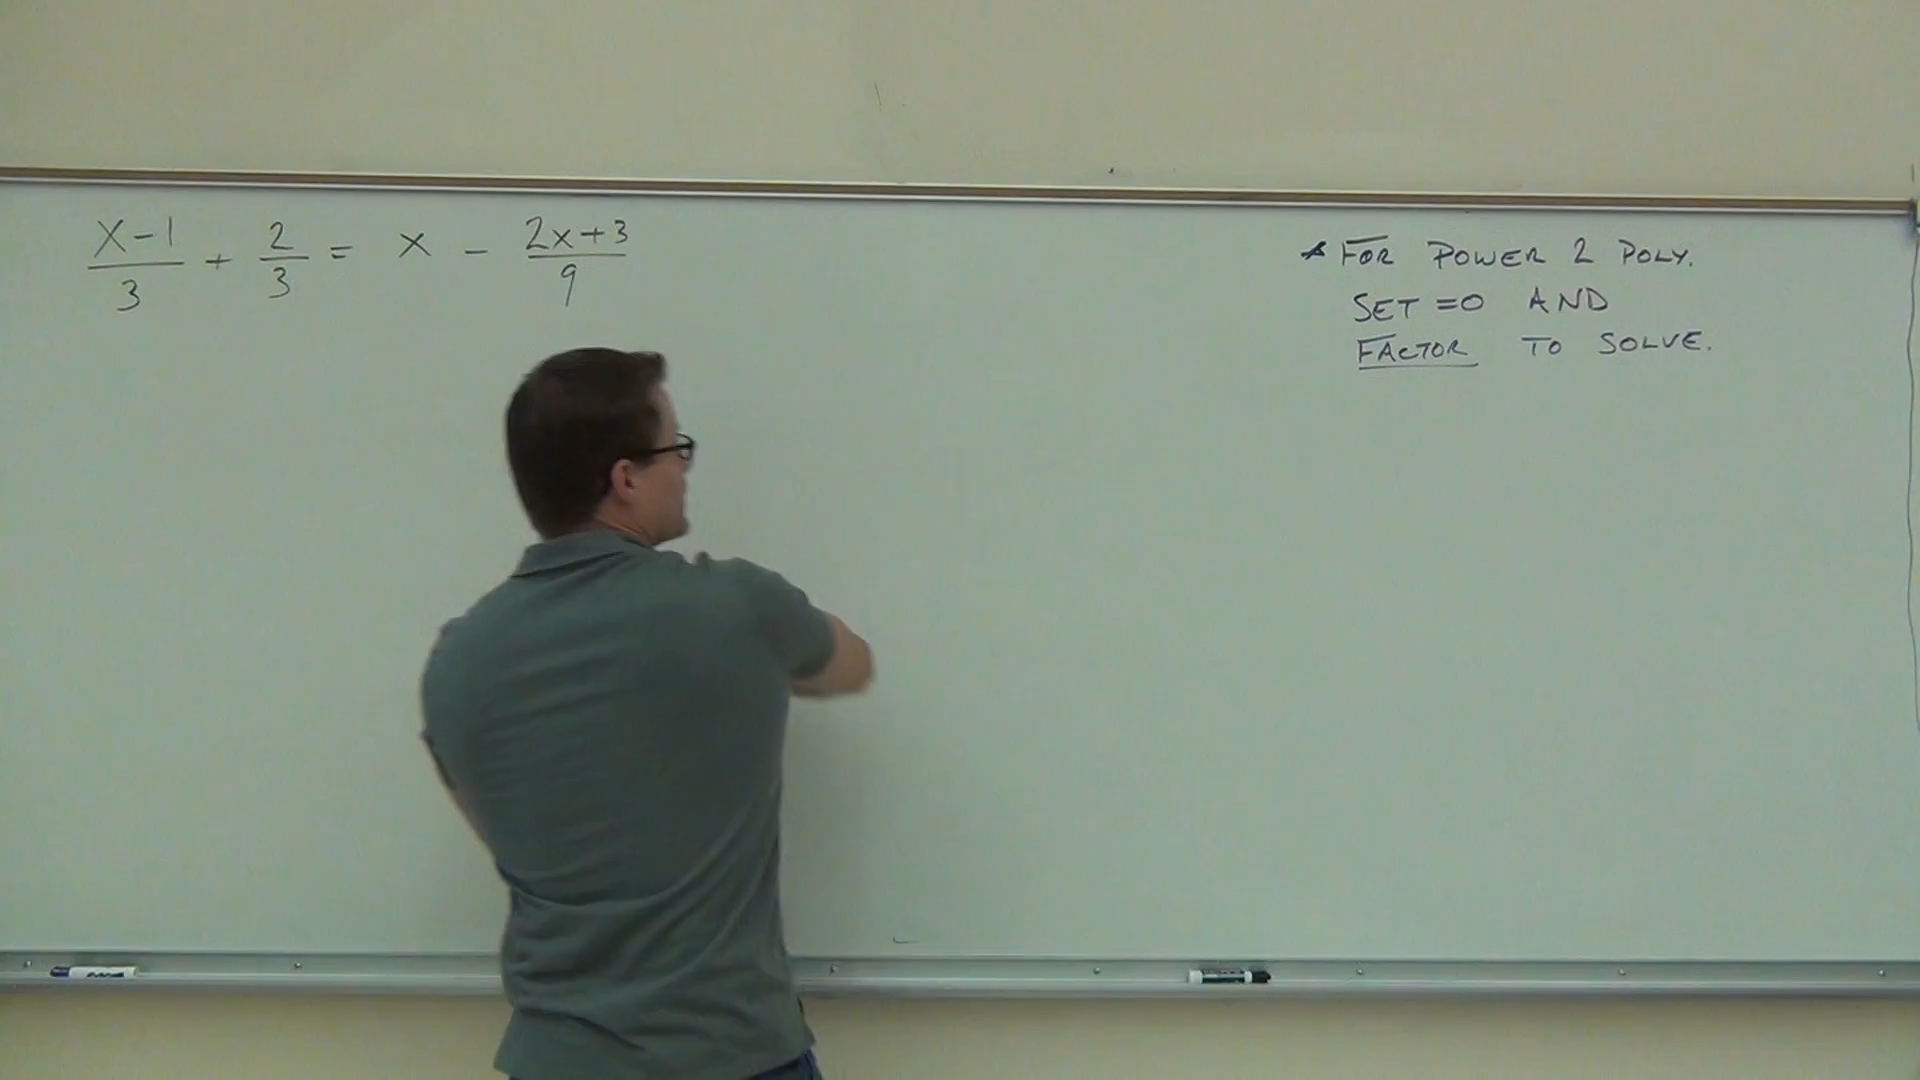 x-1/3 + 2/3 = x - 2x+3/9
* FOR POWER 2 POLY.
SET =0 AND
FACTOR TO SOLVE.